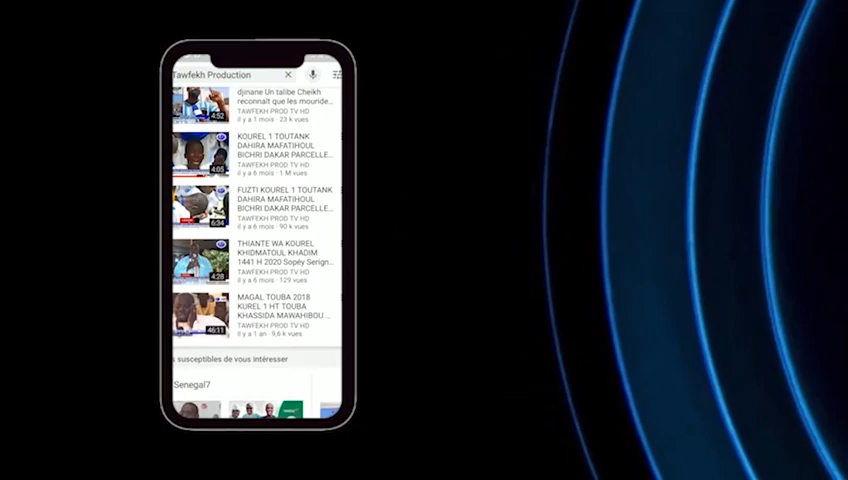 Tawfekh Production
djinane Un talibe Cheikh
reconnaît que les mouride...
TAWFEKH PROD TV HD
il y a 1 mois · 23 k vues
4:52
KOUREL 1 TOUTANK
DAHIRA MAFATIHOUL
BICHRI DAKAR PARCELLE...
TAWFEKH PROD TV HD
il y a 6 mois · 1 M vues
4:05
FUZTI KOUREL 1 TOUTANK
DAHIRA MAFATIHOUL
BICHRI DAKAR PARCELLE...
TAWFEKH PROD TV HD
il y a 6 mois · 90 k vues
6:34
THIANTE WA KOUREL
KHIDMATOUL KHADIM
1441 H 2020 Sopéy Serign...
TAWFEKH PROD TV HD
il y a 6 mois · 129 vues
4:28
MAGAL TOUBA 2018
KUREL 1 HT TOUBA
KHASSIDA MAWAHIBOU ...
TAWFEKH PROD TV HD
il y a 1 an · 9,6 k vues
46:11
s susceptibles de vous intéresser
Senegal7